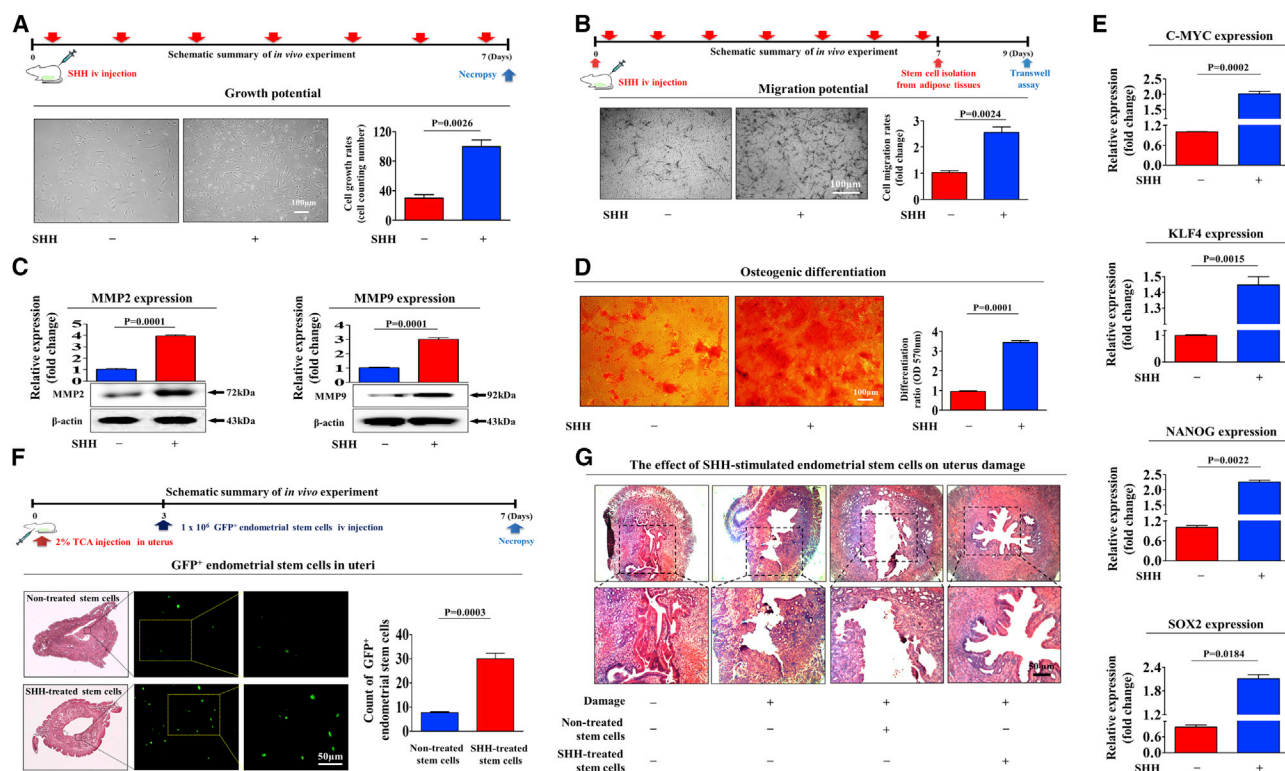 A
0
Schematic summary of in vivo experiment
7 (Days)
SHH iv injection
Necropsy
Growth potential
100µm
SHH
−
+
Cell growth rates
(cell counting number)
120
90
60
30
0
P=0.0026
−
+
SHH
B
0
Schematic summary of in vivo experiment
7
9 (Days)
SHH iv injection
Stem cell isolation
from adipose tissues
Transwell
assay
Migration potential
100µm
SHH
−
+
Cell migration rates
(fold change)
4
3
2
1
0
P=0.0024
SHH
−
+
C
MMP2 expression
Relative expression
(fold change)
5
4
3
2
1
0
P=0.0001
MMP2
72kDa
β-actin
43kDa
SHH
−
+
MMP9 expression
Relative expression
(fold change)
4
3
2
1
0
P=0.0001
MMP9
92kDa
β-actin
43kDa
SHH
−
+
D
Osteogenic differentiation
100µm
SHH
−
+
Differentiation
ratio (OD 570nm)
4
3
2
1
0
P=0.0001
SHH
−
+
E
C-MYC expression
Relative expression
(fold change)
2.5
2.0
1.2
0.6
0.0
P=0.0002
SHH
−
+
KLF4 expression
Relative expression
(fold change)
1.5
1.4
1.3
1
0
P=0.0015
SHH
−
+
NANOG expression
Relative expression
(fold change)
2.5
2.0
1.2
0.6
0.0
P=0.0022
SHH
−
+
SOX2 expression
Relative expression
(fold change)
2.4
2.1
1.2
0.6
0.0
P=0.0184
SHH
−
+
F
Schematic summary of in vivo experiment
0
3
7 (Days)
1 x 10⁶ GFP⁺ endometrial stem cells iv injection
2% TCA injection in uterus
Necropsy
GFP⁺ endometrial stem cells in uteri
Non-treated stem cells
SHH-treated stem cells
50µm
Count of GFP⁺
endometrial stem cells
40
30
20
10
0
P=0.0003
Non-treated
stem cells
SHH-treated
stem cells
G
The effect of SHH-stimulated endometrial stem cells on uterus damage
50µm
Damage
−
+
+
+
Non-treated
stem cells
−
−
+
−
SHH-treated
stem cells
−
−
−
+